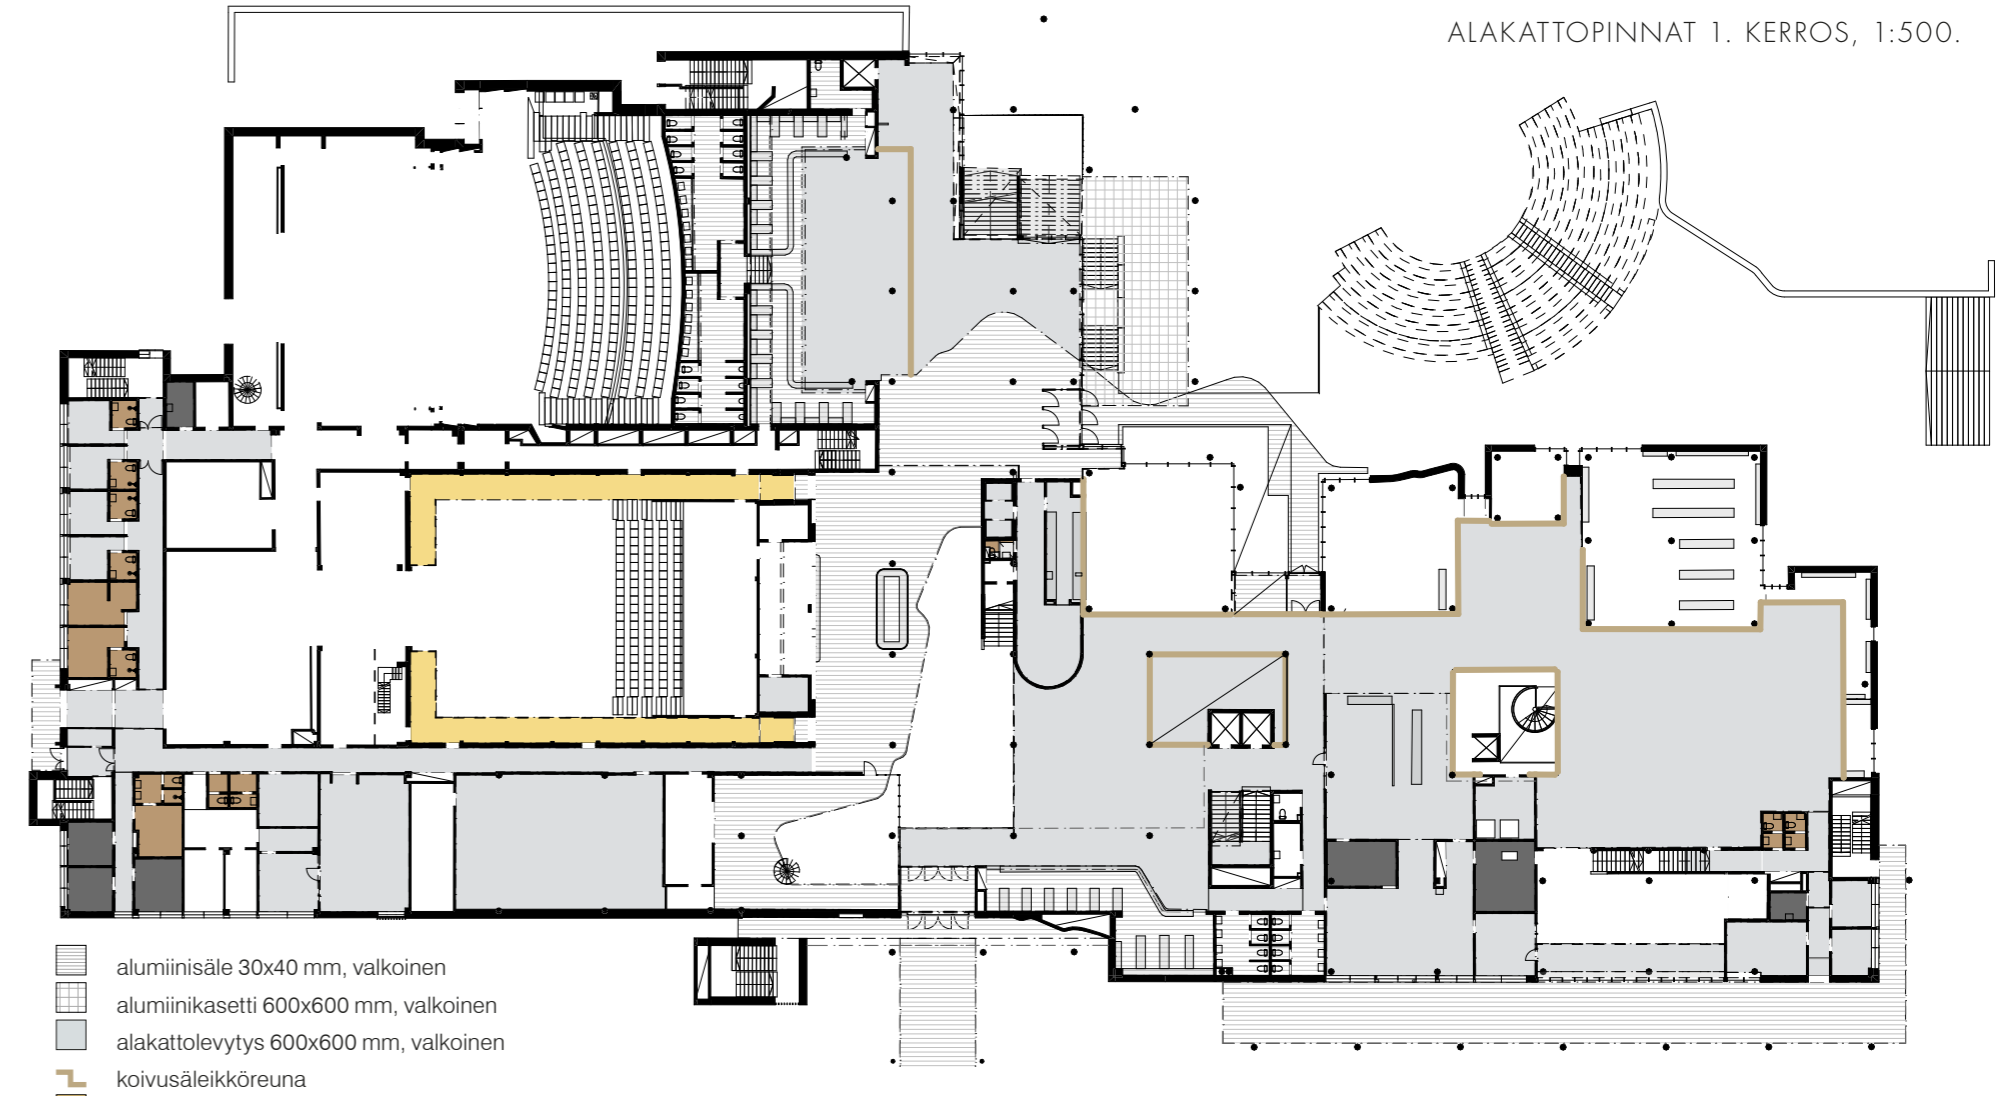 ALAKATTOPINNAT 1. KERROS, 1:500.
alumiinisäle 30x40 mm, valkoinen
alumiinikasetti 600x600 mm, valkoinen
alakattolevytys 600x600 mm, valkoinen
koivusäleikköreuna